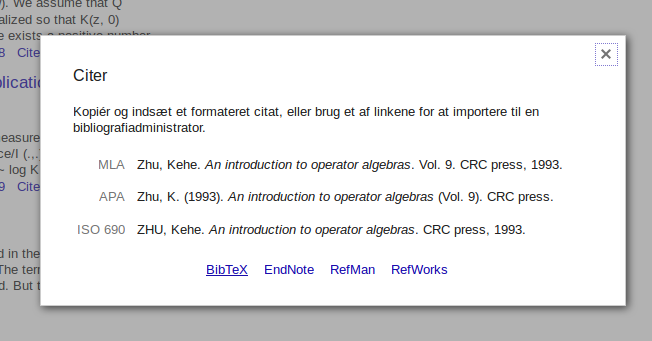 ). We assume that Q
alized so that K(z, 0)
e exists a positive number
8 Cite
plicatio
neasure
ce/I (.,.
~ log K
9 Cite
d in the
The terr
d. But t
Citer
×
Kopiér og indsæt et formateret citat, eller brug et af linkene for at importere til en
bibliografiadministrator.
MLA Zhu, Kehe. An introduction to operator algebras. Vol. 9. CRC press, 1993.
APA Zhu, K. (1993). An introduction to operator algebras (Vol. 9). CRC press.
ISO 690 ZHU, Kehe. An introduction to operator algebras. CRC press, 1993.
BibTeX EndNote RefMan RefWorks